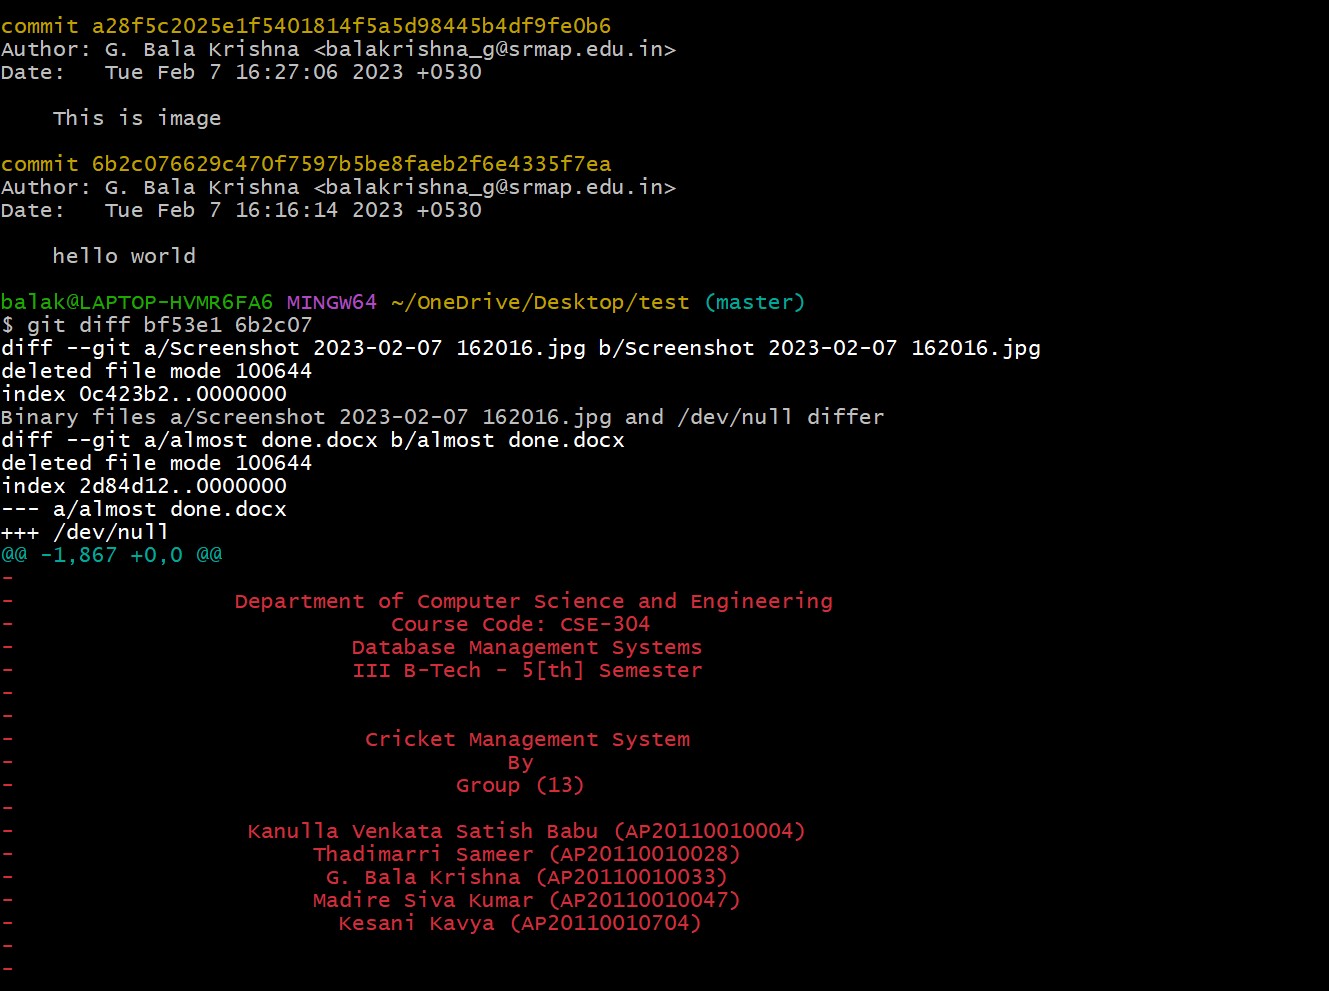 commit a28f5c2025e1f5401814f5a5d98445b4df9fe0b6
Author: G. Bala Krishna <balakrishna_g@srmap.edu.in>
Date:   Tue Feb 7 16:27:06 2023 +0530
    This is image
commit 6b2c076629c470f7597b5be8faeb2f6e4335f7ea
Author: G. Bala Krishna <balakrishna_g@srmap.edu.in>
Date:   Tue Feb 7 16:16:14 2023 +0530
    hello world
balak@LAPTOP-HVMR6FA6 MINGW64 ~/OneDrive/Desktop/test (master)
$ git diff bf53e1 6b2c07
diff --git a/Screenshot 2023-02-07 162016.jpg b/Screenshot 2023-02-07 162016.jpg
deleted file mode 100644
index 0c423b2..0000000
Binary files a/Screenshot 2023-02-07 162016.jpg and /dev/null differ
diff --git a/almost done.docx b/almost done.docx
deleted file mode 100644
index 2d84d12..0000000
--- a/almost done.docx
+++ /dev/null
@@ -1,867 +0,0 @@
-
-                 Department of Computer Science and Engineering
-                             Course Code: CSE-304
-                          Database Management Systems
-                          III B-Tech - 5[th] Semester
-
-
-                           Cricket Management System
-                                      By
-                                  Group (13)
-
-                  Kanulla Venkata Satish Babu (AP20110010004)
-                       Thadimarri Sameer (AP20110010028)
-                        G. Bala Krishna (AP20110010033)
-                       Madire Siva Kumar (AP20110010047)
-                         Kesani Kavya (AP20110010704)
-
-